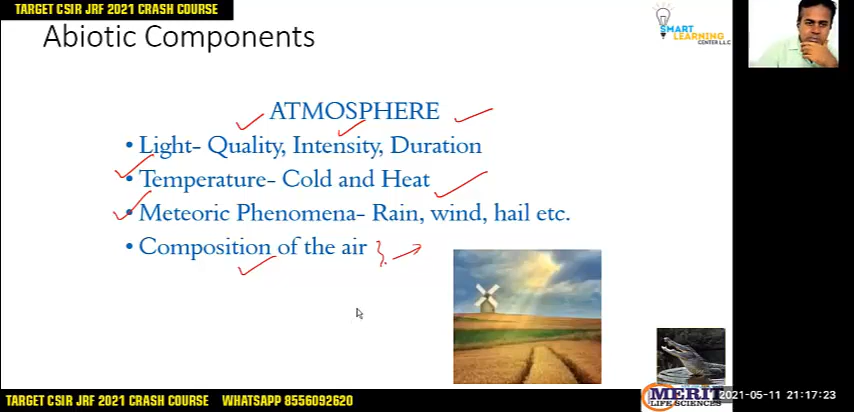 TARGET CSIR JRF 2021 CRASH COURSE
Abiotic Components
SMART
LEARNING
CENTER L.L.C
ATMOSPHERE
• Light- Quality, Intensity, Duration
• Temperature- Cold and Heat
• Meteoric Phenomena- Rain, wind, hail etc.
• Composition of the air
TARGET CSIR JRF 2021 CRASH COURSE WHATSAPP 8556092620
MERIT
LIFE SCIENCES
2021-05-11 21:17:23